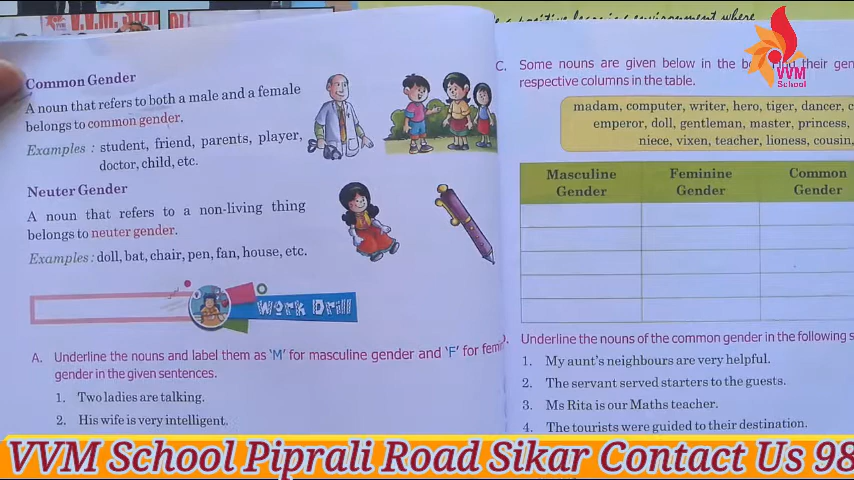 Common Gender
A noun that refers to both a male and a female
belongs to common gender.
Examples : student, friend, parents, player,
doctor, child, etc.
Neuter Gender
A noun that refers to a non-living thing
belongs to neuter gender.
Examples : doll, bat, chair, pen, fan, house, etc.
Work Drill
A. Underline the nouns and label them as 'M' for masculine gender and 'F' for
gender in the given sentences.
1. Two ladies are talking.
2. His wife is very intelligent.
a positive learning environment where
C. Some nouns are given below in the their
respective columns in the table.
madam, computer, writer, hero, tiger, dancer,
emperor, doll, gentleman, master, princess,
niece, vixen, teacher, lioness, cousin,
Masculine Gender
Feminine Gender
Common Gender
Underline the nouns of the common gender in the following
1. My aunt's neighbours are very helpful.
2. The servant served starters to the guests.
3. Ms Rita is our Maths teacher.
4. The tourists were guided to their destination.
VVM
School
VVM School Piprali Road Sikar Contact Us 98